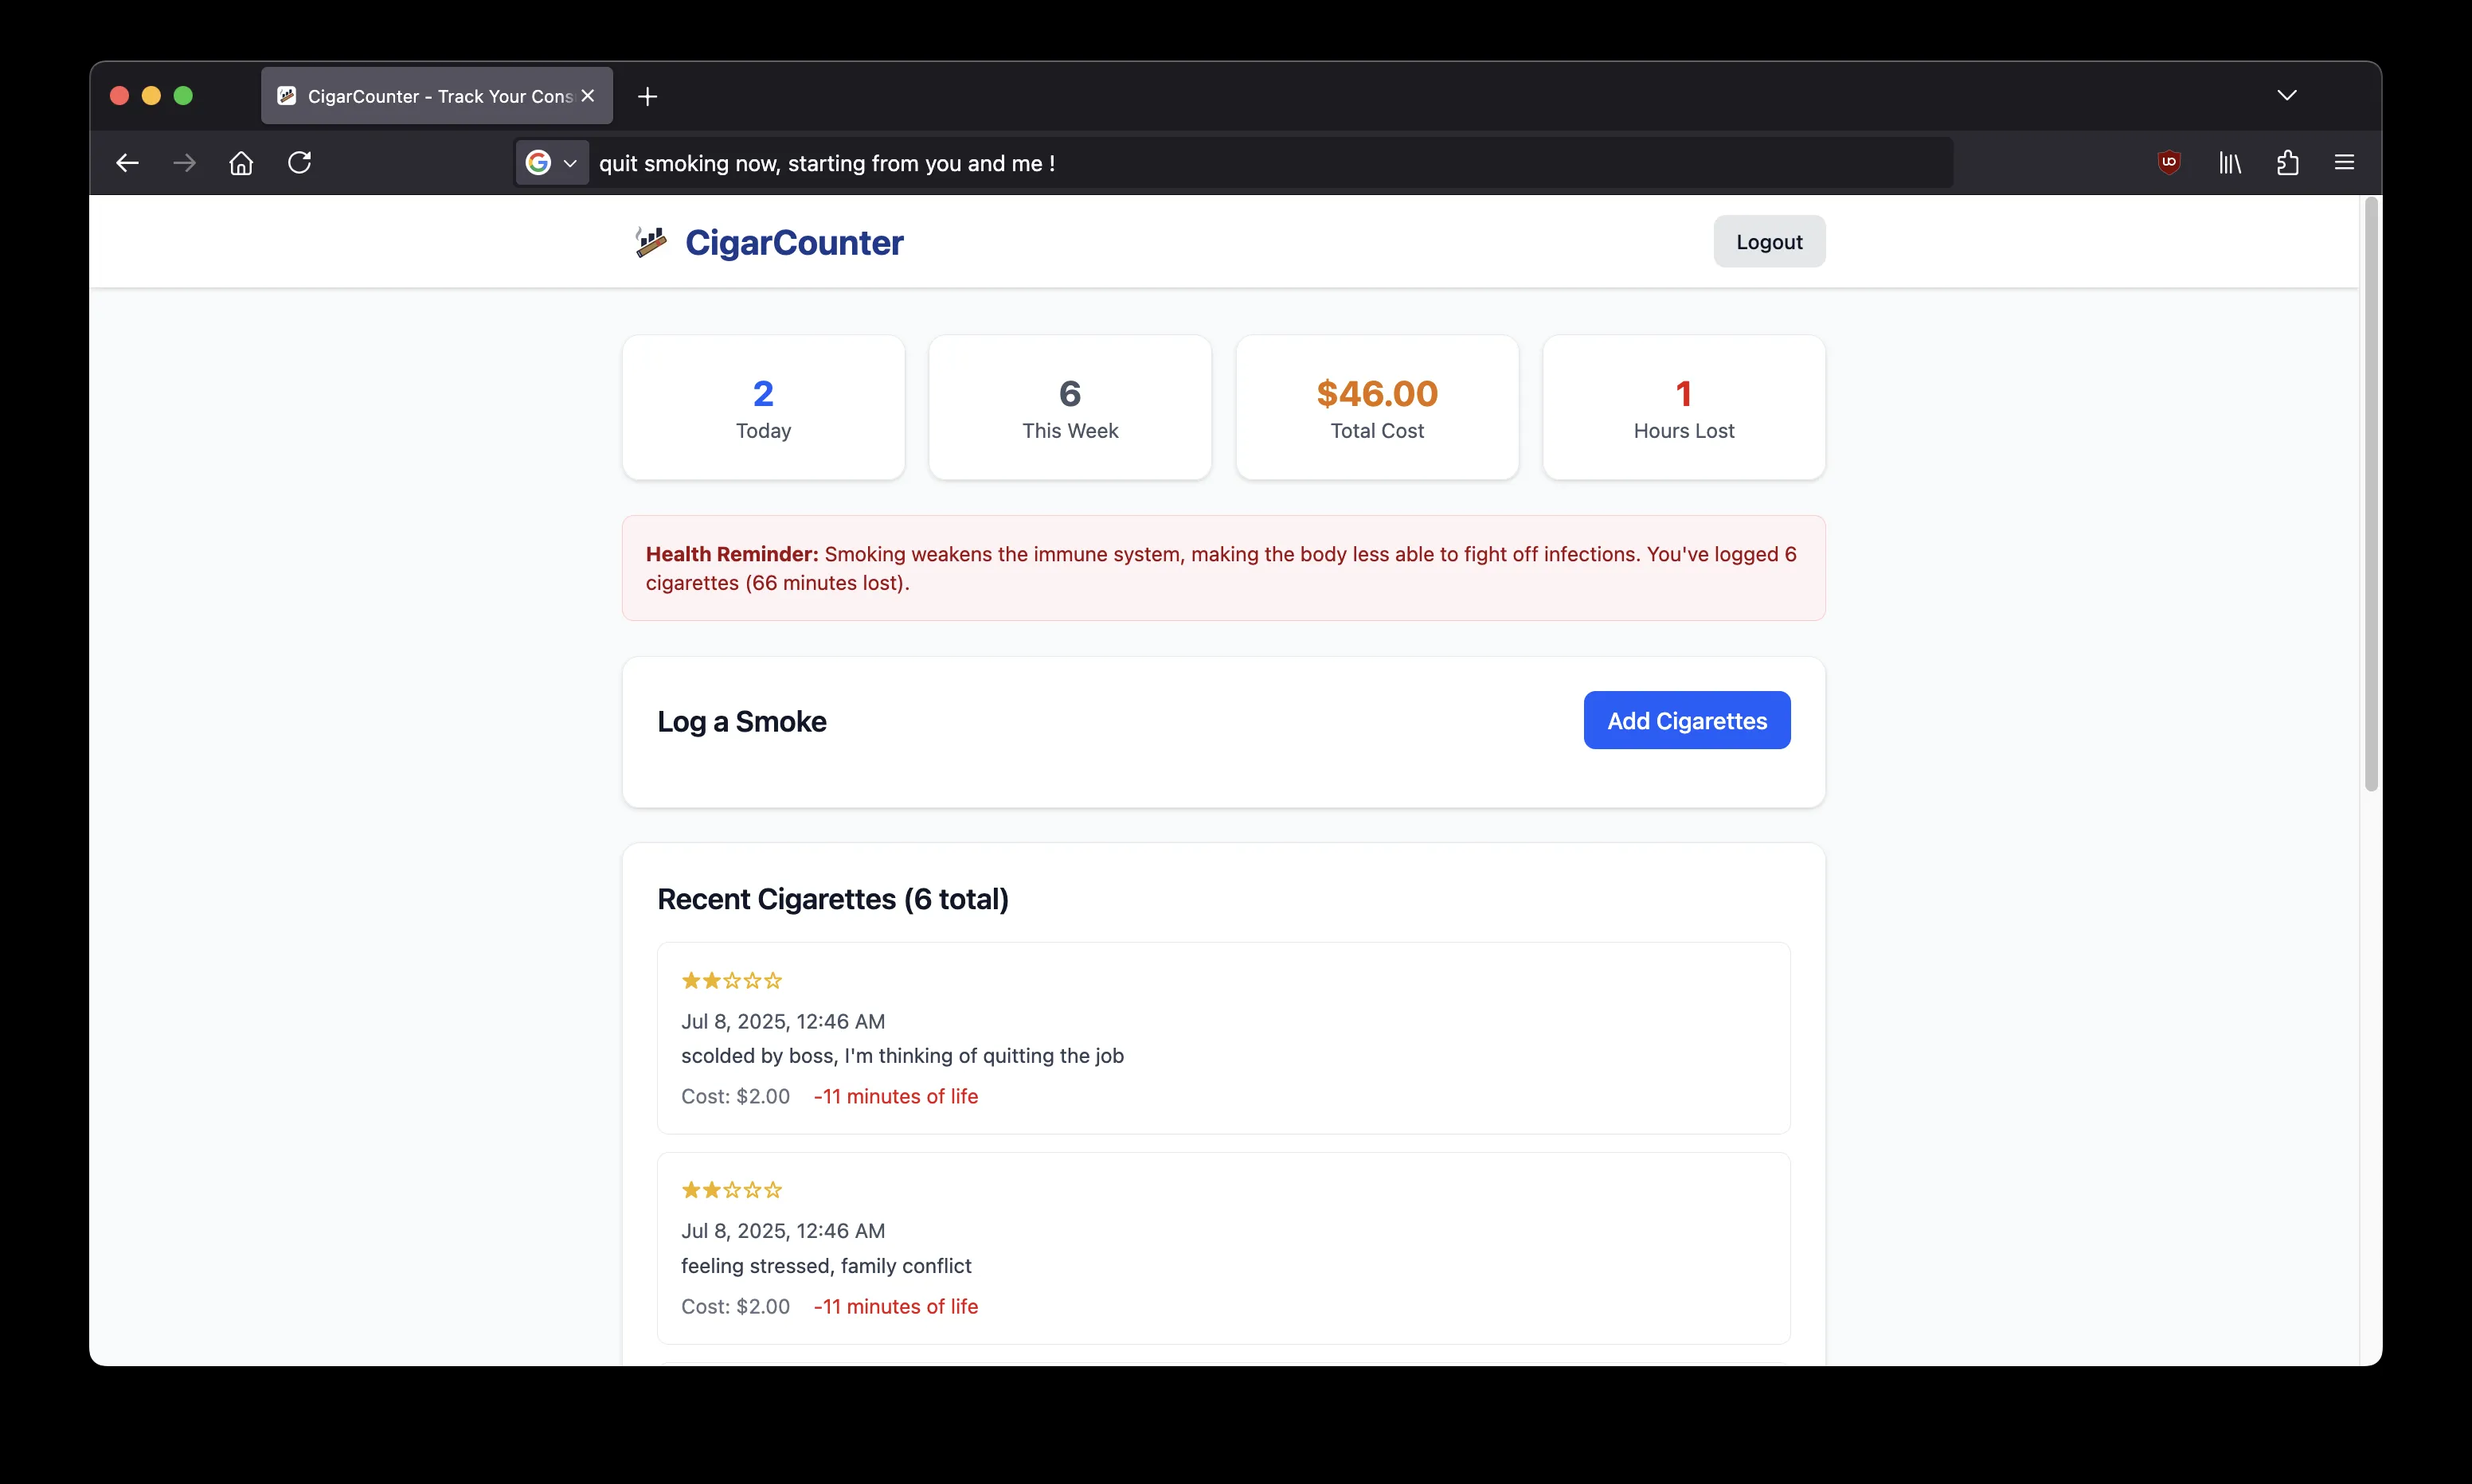 CigarCounter - Track Your Cons
quit smoking now, starting from you and me !
CigarCounter
Logout
2
Today
6
This Week
$46.00
Total Cost
1
Hours Lost
Health Reminder: Smoking weakens the immune system, making the body less able to fight off infections. You've logged 6
cigarettes (66 minutes lost).
Log a Smoke
Add Cigarettes
Recent Cigarettes (6 total)
Jul 8, 2025, 12:46 AM
scolded by boss, I'm thinking of quitting the job
Cost: $2.00 -11 minutes of life
Jul 8, 2025, 12:46 AM
feeling stressed, family conflict
Cost: $2.00 -11 minutes of life